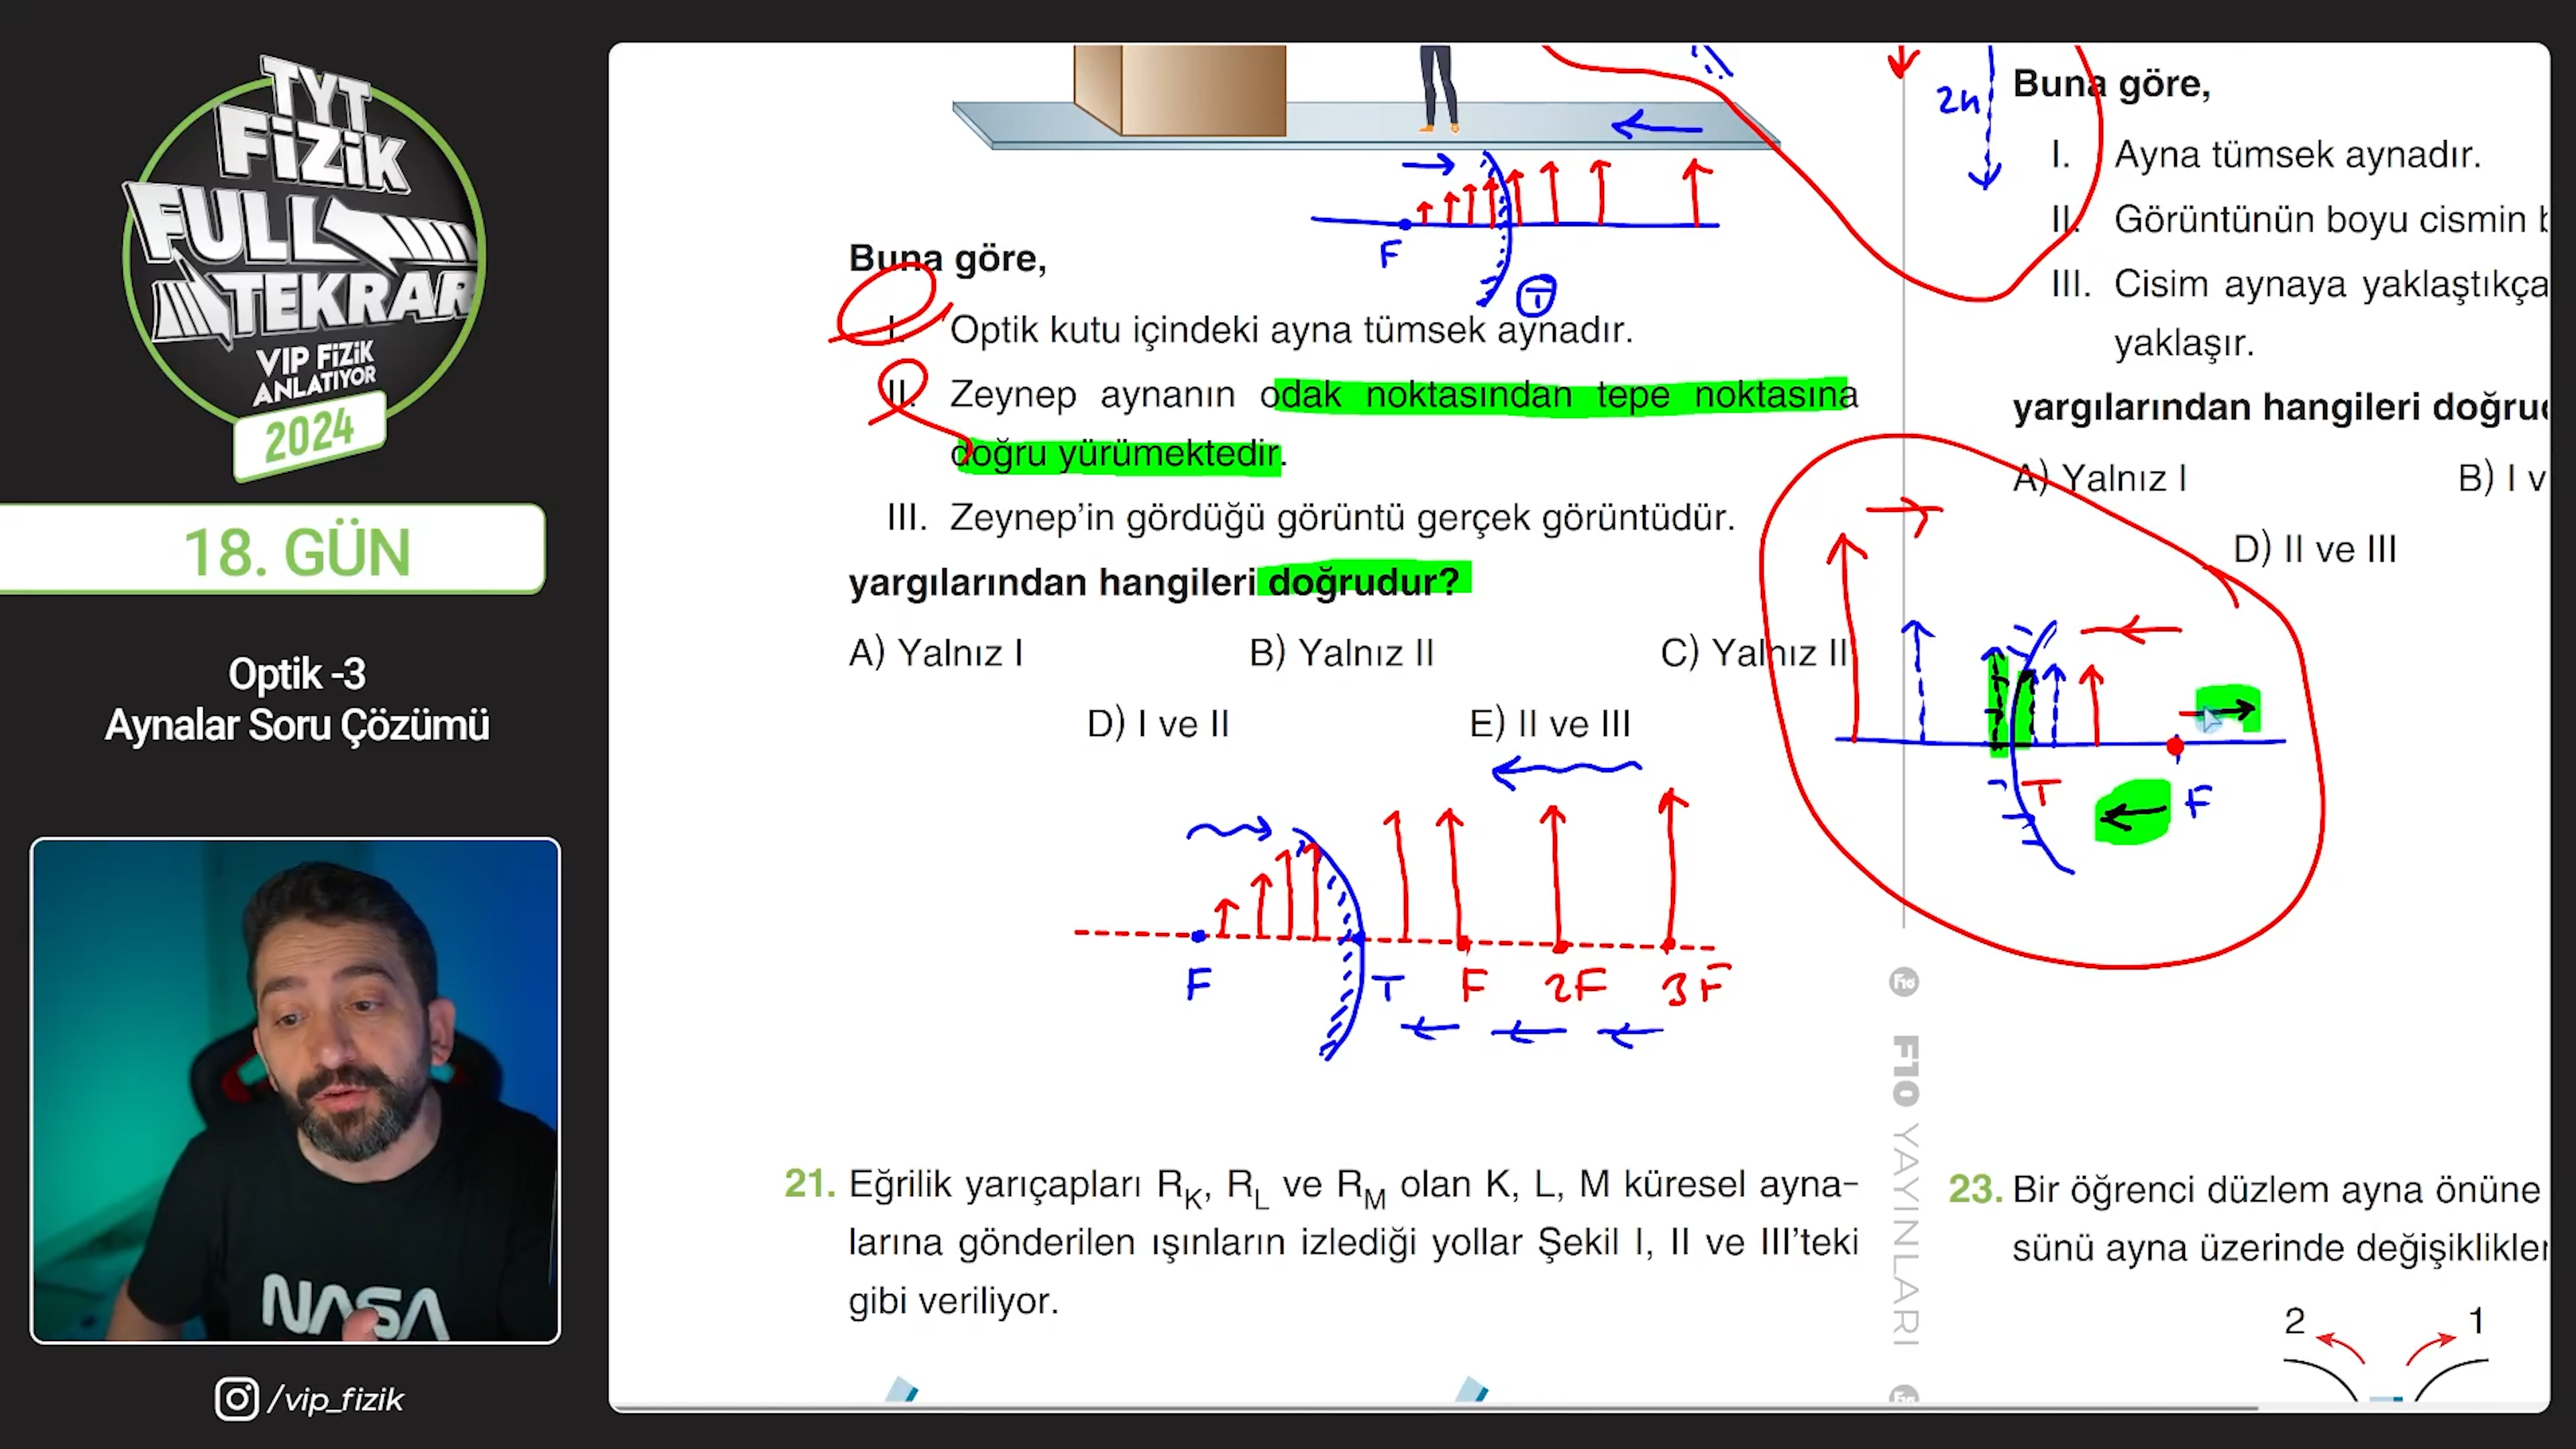 TYT
FİZİK
FULL
TEKRAR
VIP FİZİK
ANLATIYOR
2024
18. GÜN
Optik -3
Aynalar Soru Çözümü
NASA
/vip_fizik
F
T
Buna göre,
I. Optik kutu içindeki ayna tümsek aynadır.
II. Zeynep aynanın odak noktasından tepe noktasına
doğru yürümektedir.
III. Zeynep'in gördüğü görüntü gerçek görüntüdür.
yargılarından hangileri doğrudur?
A) Yalnız I
B) Yalnız II
C) Yalnız II
D) I ve II
E) II ve III
F T F 2F 3F
21. Eğrilik yarıçapları RK, RL ve RM olan K, L, M küresel ayna-
larına gönderilen ışınların izlediği yollar Şekil I, II ve III'teki
gibi veriliyor.
F10 YAYINLARI
2h
Buna göre,
I. Ayna tümsek aynadır.
II. Görüntünün boyu cismin
III. Cisim aynaya yaklaştıkça
yaklaşır.
yargılarından hangileri doğru
A) Yalnız I
B) I v
D) II ve III
T F
23. Bir öğrenci düzlem ayna önüne
sünü ayna üzerinde değişiklikler
2 1